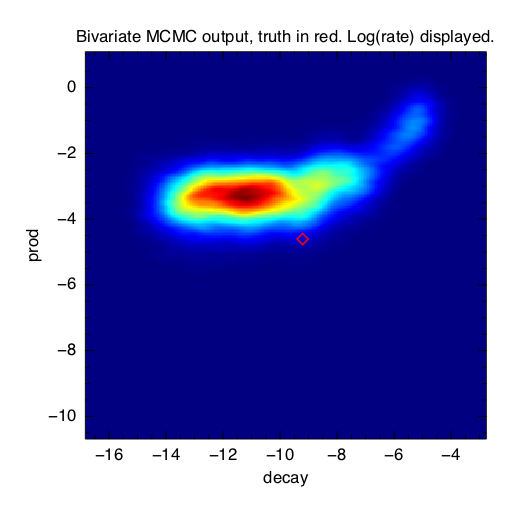 Bivariate MCMC output, truth in red. Log(rate) displayed.
0
−2
−4
−6
−8
−10
prod
−16 −14 −12 −10 −8 −6 −4
decay